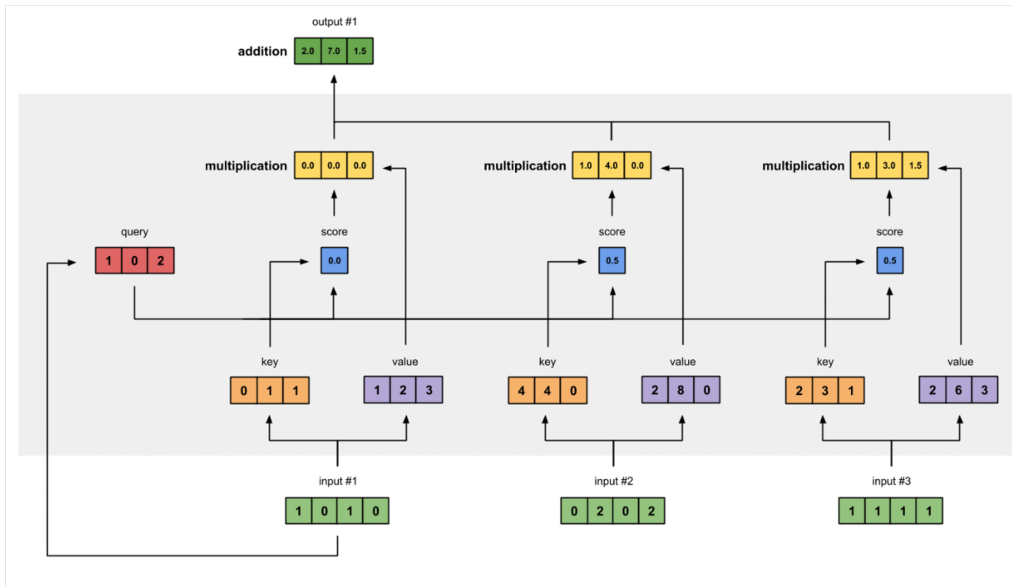 output #1
addition 2.0 7.0 1.5
multiplication 0.0 0.0 0.0 multiplication 1.0 4.0 0.0 multiplication 1.0 3.0 1.5
query score score score
1 0 2 0.0 0.5 0.5
key value key value key value
0 1 1 1 2 3 4 4 0 2 8 0 2 3 1 2 6 3
input #1 input #2 input #3
1 0 1 0 0 2 0 2 1 1 1 1